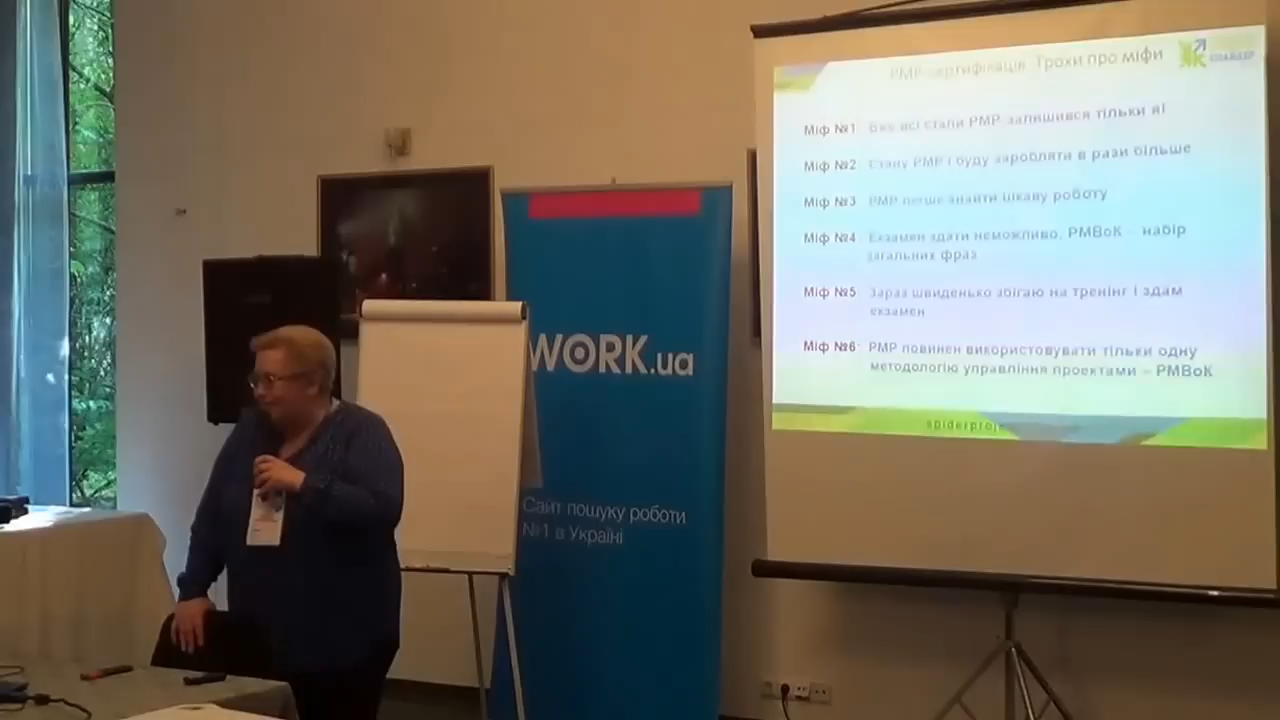 PMP-сертифікація. Трохи про міфи
СПАЙДЕР
Міф №1 Вже всі стали PMP, залишився тільки я!
Міф №2 Стану PMP і буду заробляти в рази більше
Міф №3 PMP легше знайти цікаву роботу
Міф №4 Екзамен здати неможливо, PMBoK – набір
загальних фраз
Міф №5 Зараз швиденько збігаю на тренінг і здам
екзамен
Міф №6 PMP повинен використовувати тільки одну
методологію управління проектами – PMBoK
spiderproj
WORK.ua
Сайт пошуку роботи
№1 в Україні